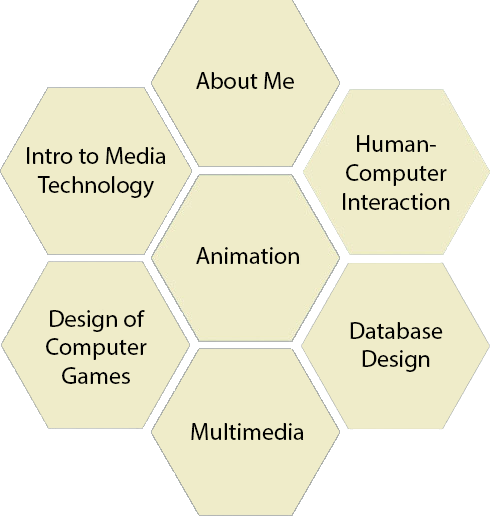 About Me
Intro to Media
Technology
Human-
Computer
Interaction
Animation
Design of
Computer
Games
Database
Design
Multimedia